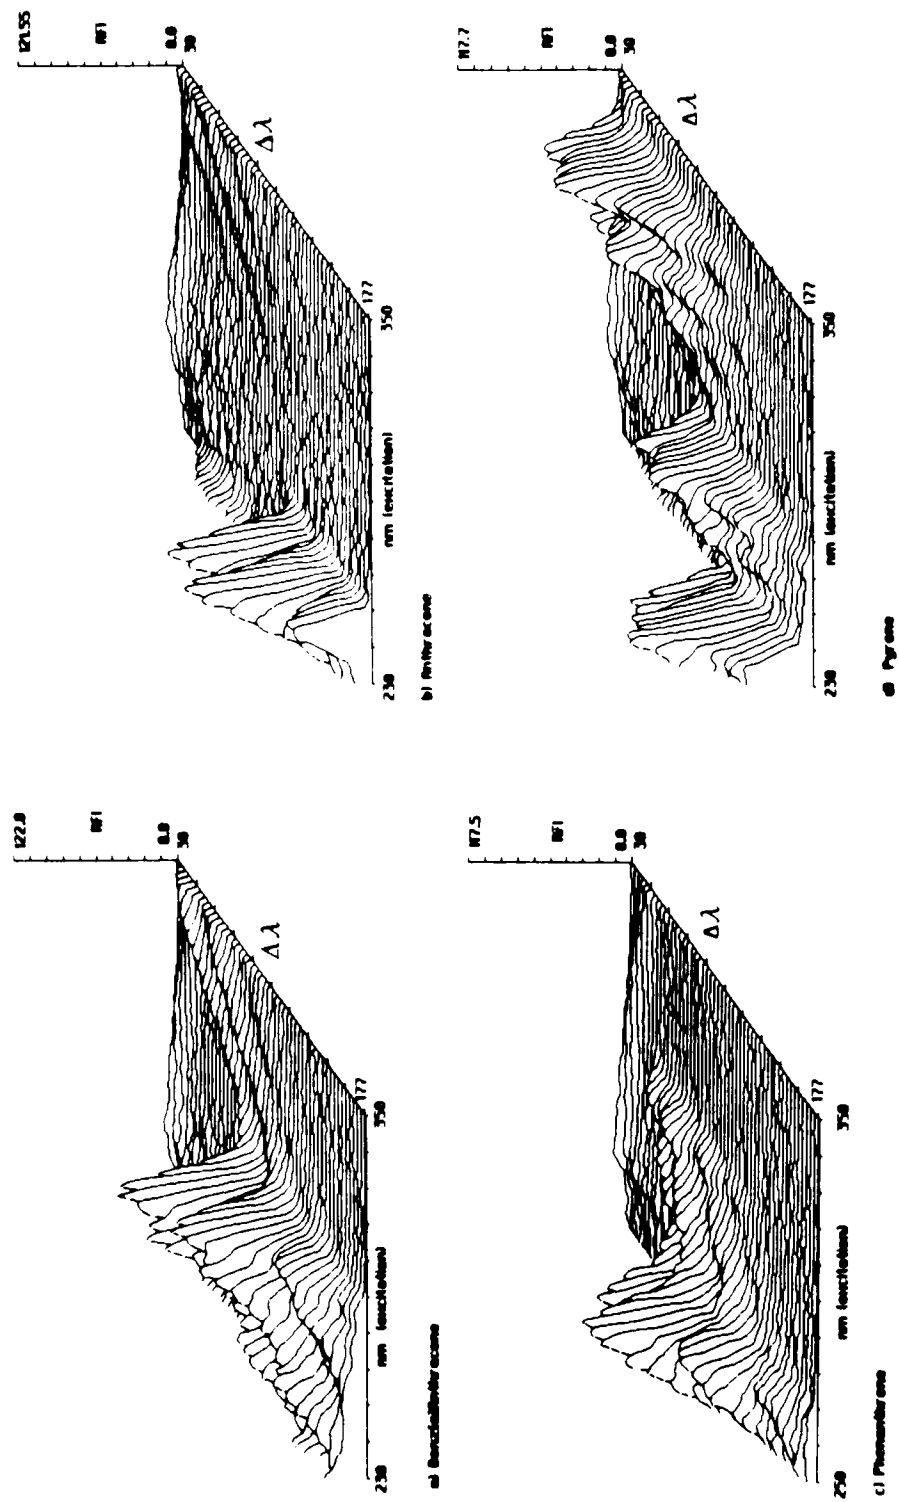 122.0
RFI
0.0
30
Δλ
177
350
nm (excitation)
230
a) Benz(a)Anthracene
121.55
RFI
0.0
30
Δλ
177
350
nm (excitation)
230
b) Anthracene
117.5
RFI
0.0
30
Δλ
177
350
nm (excitation)
250
c) Phenanthrene
117.7
RFI
0.0
30
Δλ
177
350
nm (excitation)
230
d) Pyrene